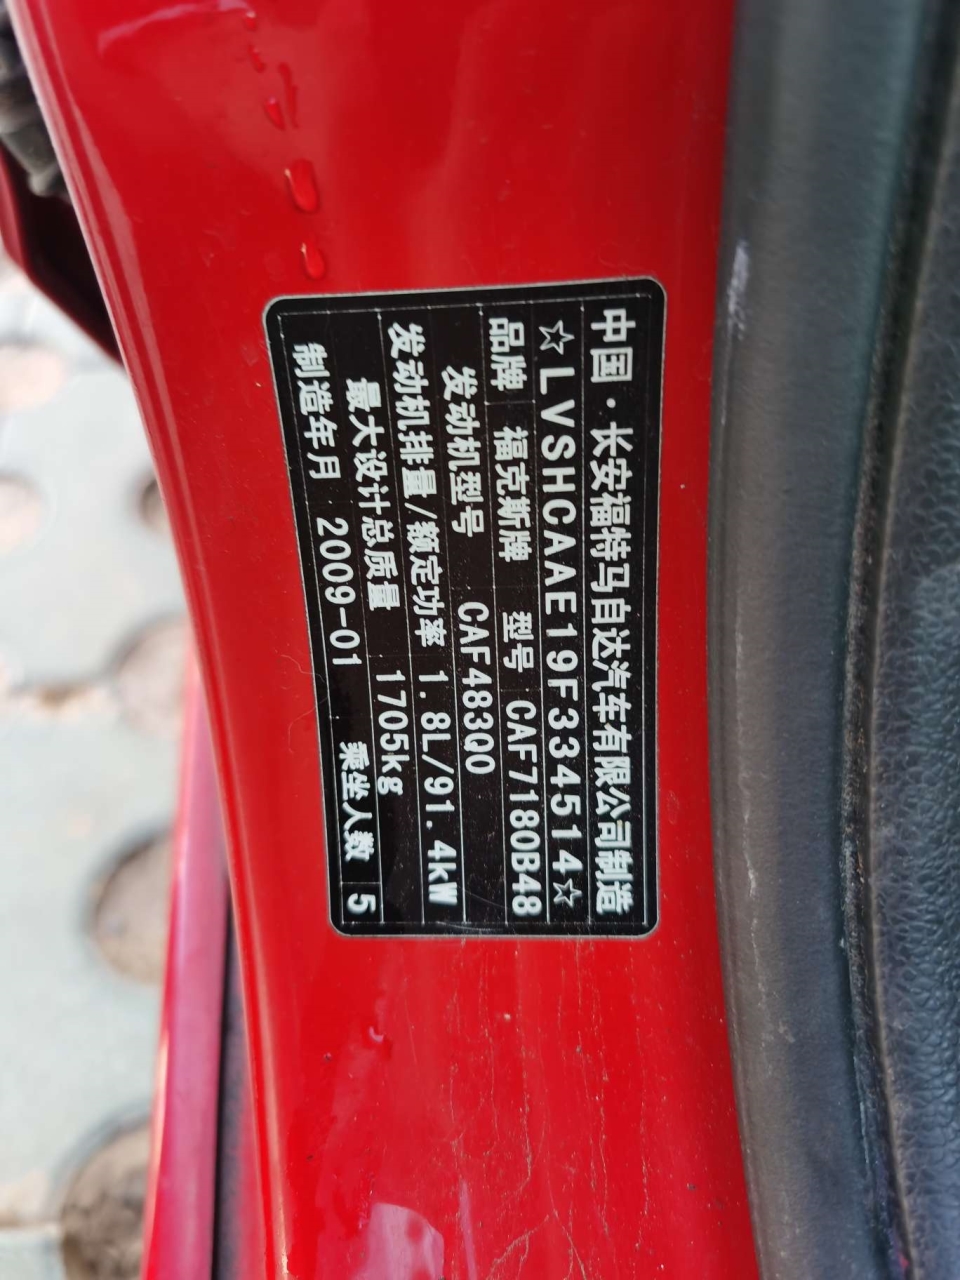 中国·长安福特马自达汽车有限公司制造
☆LVSHCAAE19F334514☆
品牌 福克斯牌 型号 CAF7180B48
发动机型号 CAF483Q0
发动机排量/额定功率 1.8L/91.4kW
最大设计总质量 1705kg
制造年月 2009-01 乘坐人数 5